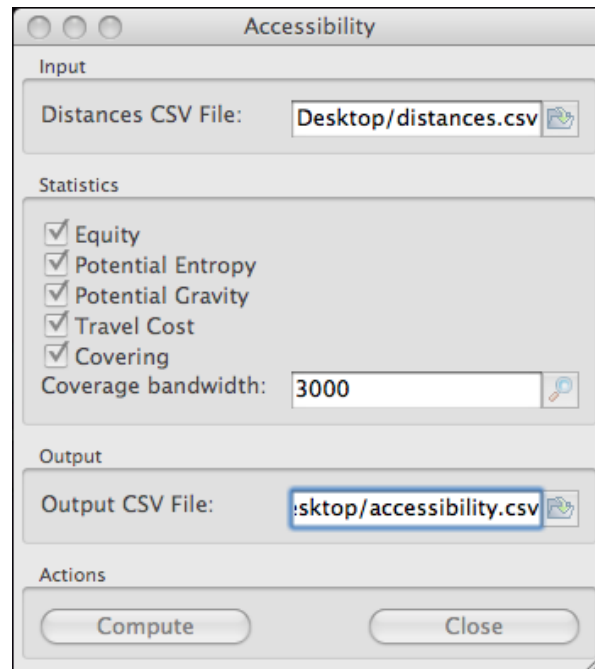 Accessibility
Input
Distances CSV File: Desktop/distances.csv
Statistics
Equity
Potential Entropy
Potential Gravity
Travel Cost
Covering
Coverage bandwidth: 3000
Output
Output CSV File: sktop/accessibility.csv
Actions
Compute Close